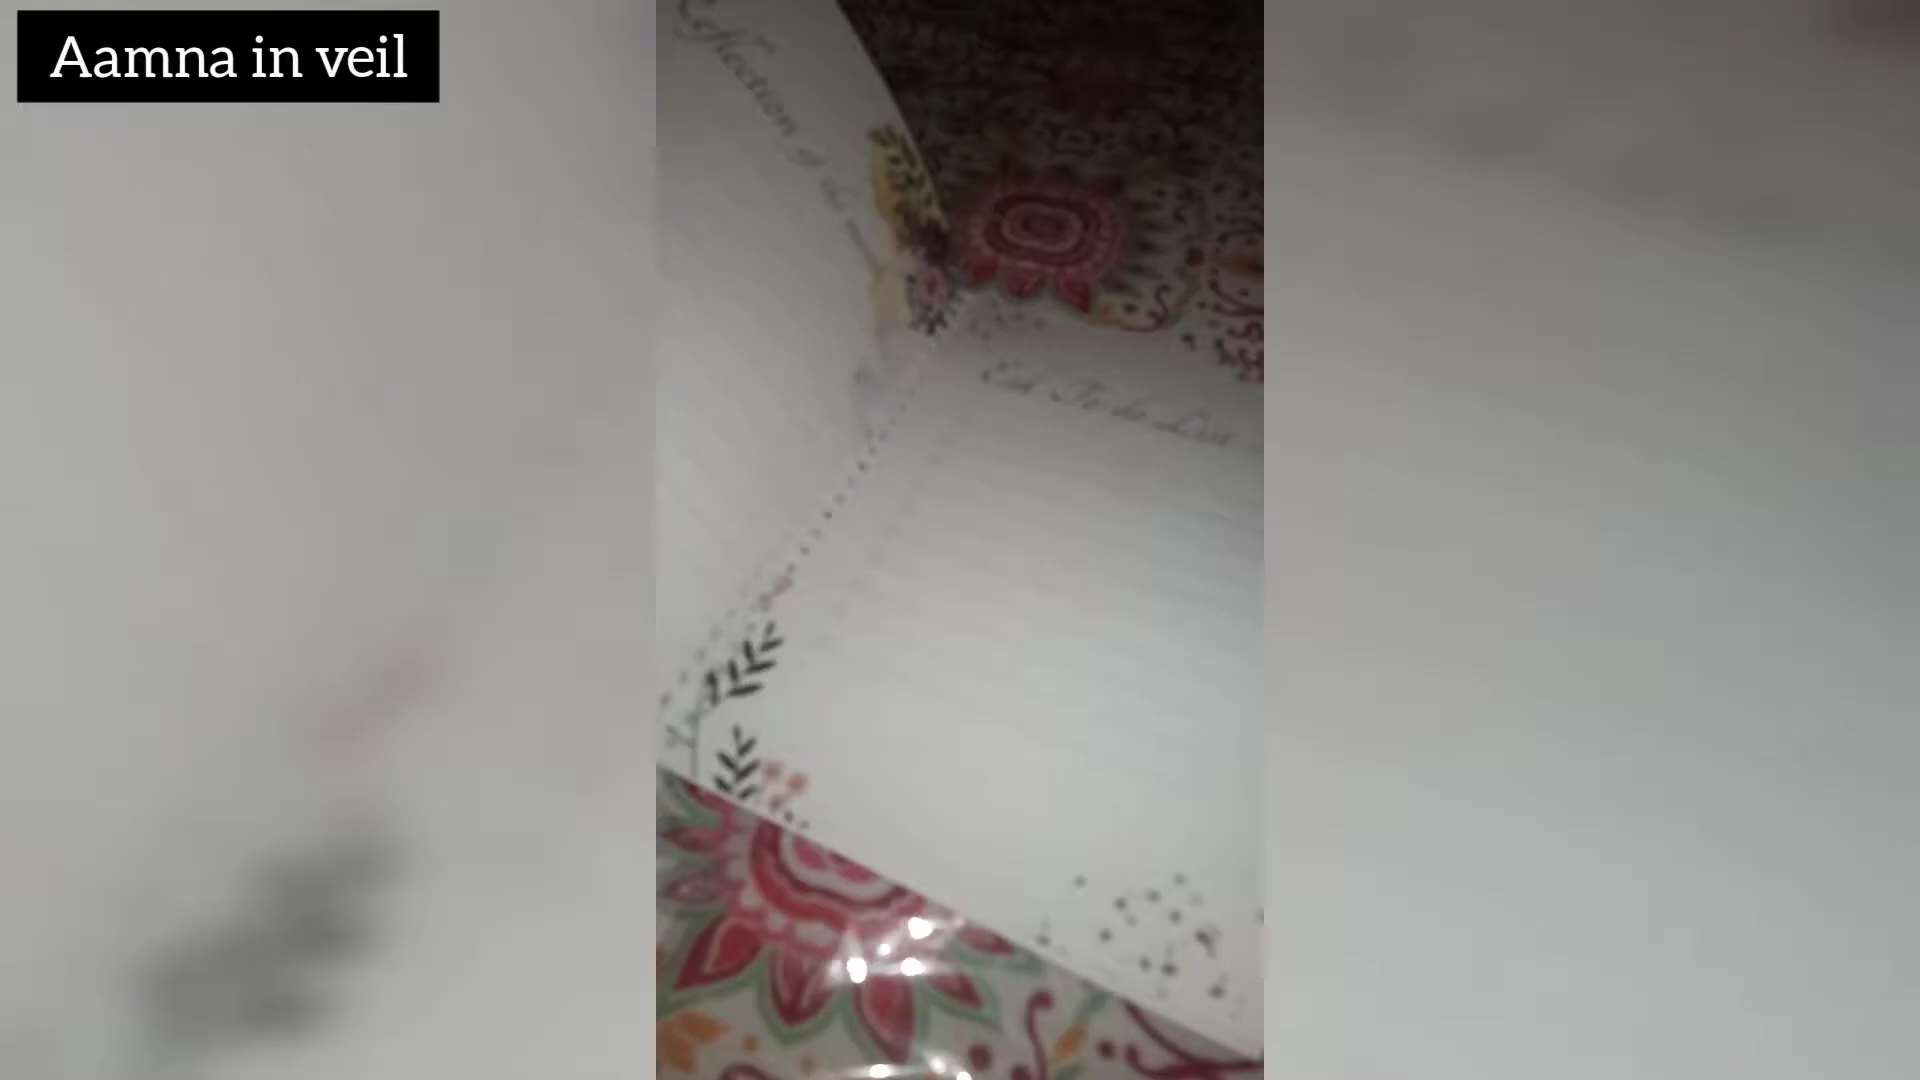 Aamna in veil
Reflection of the
Eid To do List